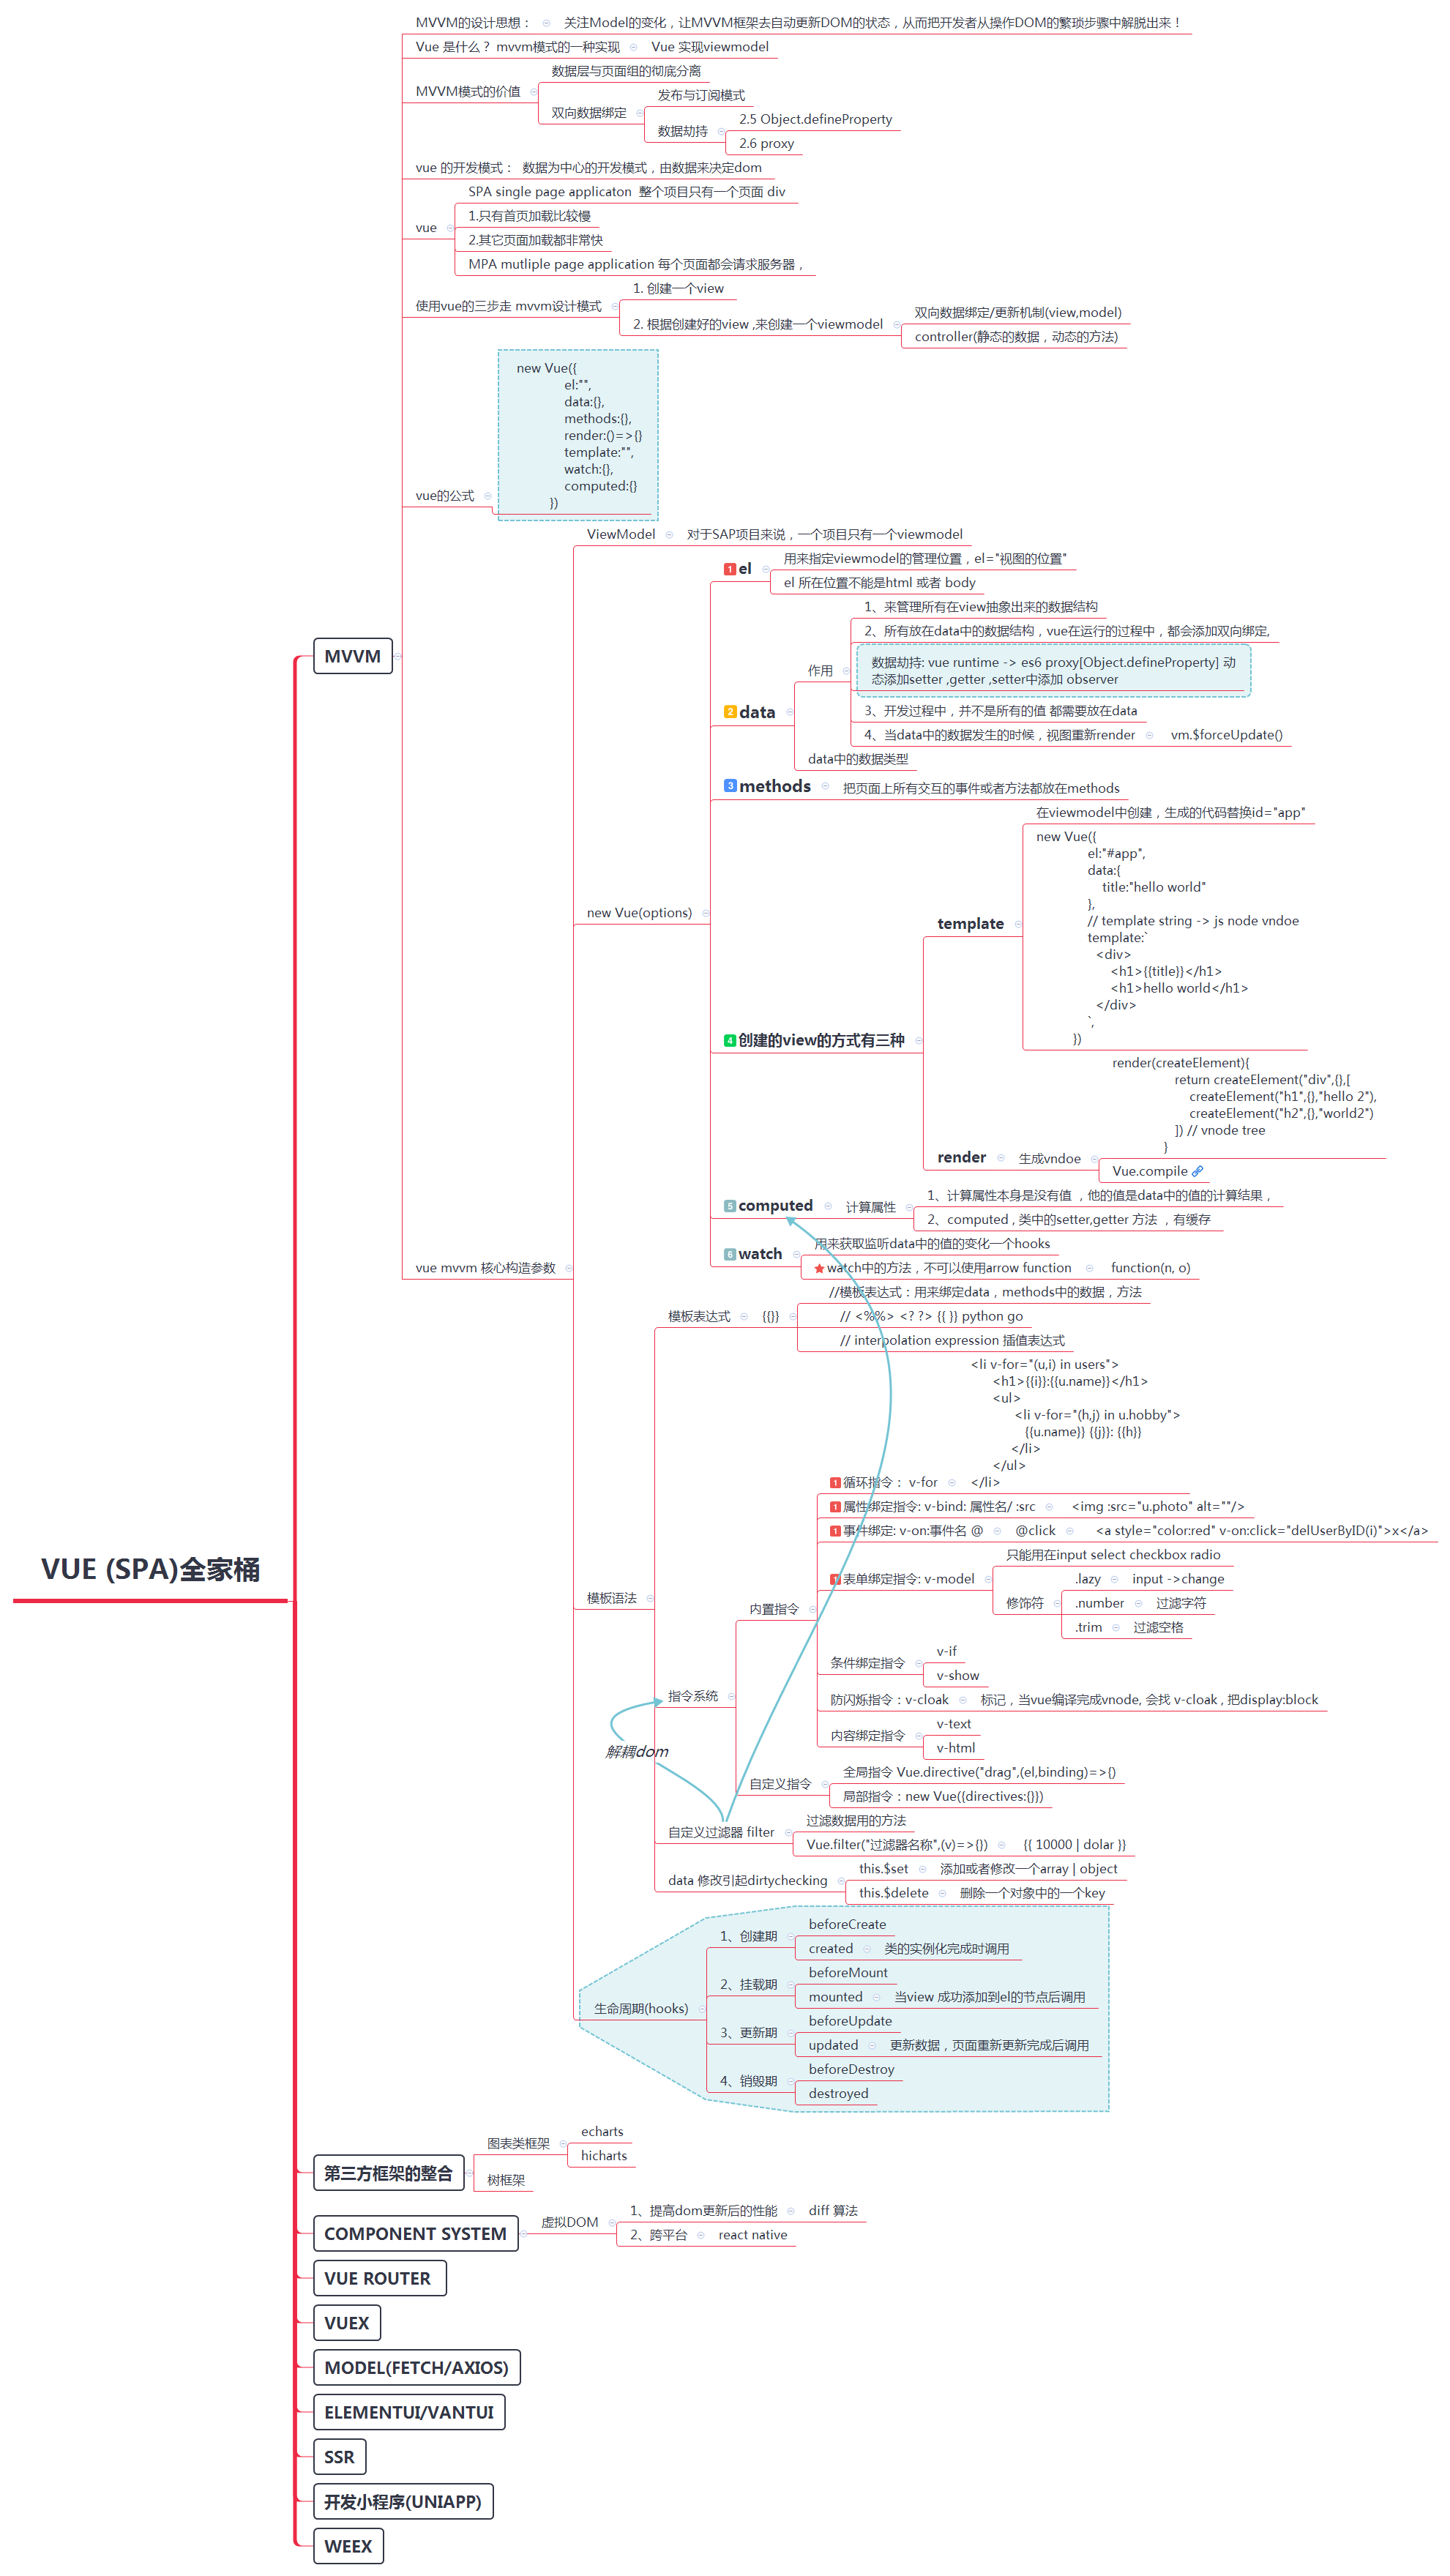 VUE (SPA)全家桶
MVVM
MVVM的设计思想：
关注Model的变化，让MVVM框架去自动更新DOM的状态，从而把开发者从操作DOM的繁琐步骤中解脱出来！
Vue 是什么？ mvvm模式的一种实现
Vue 实现viewmodel
MVVM模式的价值
数据层与页面组的彻底分离
双向数据绑定
发布与订阅模式
数据劫持
2.5 Object.defineProperty
2.6 proxy
vue 的开发模式： 数据为中心的开发模式，由数据来决定dom
vue
SPA single page applicaton 整个项目只有一个页面 div
1.只有首页加载比较慢
2.其它页面加载都非常快
MPA mutliple page application 每个页面都会请求服务器，
使用vue的三步走 mvvm设计模式
1. 创建一个view
2. 根据创建好的view ,来创建一个viewmodel
双向数据绑定/更新机制(view,model)
controller(静态的数据，动态的方法)
vue的公式
new Vue({
el:"",
data:{},
methods:{},
render:()=>{}
template:"",
watch:{},
computed:{}
})
vue mvvm 核心构造参数
ViewModel
对于SAP项目来说，一个项目只有一个viewmodel
new Vue(options)
1 el
用来指定viewmodel的管理位置，el="视图的位置"
el 所在位置不能是html 或者 body
2 data
作用
1、来管理所有在view抽象出来的数据结构
2、所有放在data中的数据结构，vue在运行的过程中，都会添加双向绑定,
数据劫持: vue runtime -> es6 proxy[Object.defineProperty] 动
态添加setter ,getter ,setter中添加 observer
3、开发过程中，并不是所有的值 都需要放在data
4、当data中的数据发生的时候，视图重新render
vm.$forceUpdate()
data中的数据类型
3 methods
把页面上所有交互的事件或者方法都放在methods
4 创建的view的方式有三种
template
在viewmodel中创建，生成的代码替换id="app"
new Vue({
el:"#app",
data:{
title:"hello world"
},
// template string -> js node vndoe
template:`
<div>
<h1>{{title}}</h1>
<h1>hello world</h1>
</div>
`,
})
render
生成vndoe
render(createElement){
return createElement("div",{},[
createElement("h1",{},"hello 2"),
createElement("h2",{},"world2")
]) // vnode tree
}
Vue.compile
5 computed
计算属性
1、计算属性本身是没有值 ，他的值是data中的值的计算结果，
2、computed , 类中的setter,getter 方法 ，有缓存
6 watch
用来获取监听data中的值的变化一个hooks
watch中的方法，不可以使用arrow function
function(n, o)
模板语法
模板表达式
{{}}
//模板表达式：用来绑定data，methods中的数据，方法
// <%%> <? ?> {{ }} python go
// interpolation expression 插值表达式
指令系统
内置指令
1 循环指令： v-for
<li v-for="(u,i) in users">
<h1>{{i}}:{{u.name}}</h1>
<ul>
<li v-for="(h,j) in u.hobby">
{{u.name}} {{j}}: {{h}}
</li>
</ul>
</li>
1 属性绑定指令: v-bind: 属性名/ :src
<img :src="u.photo" alt=""/>
1 事件绑定: v-on:事件名 @
@click
<a style="color:red" v-on:click="delUserByID(i)">x</a>
1 表单绑定指令: v-model
只能用在input select checkbox radio
修饰符
.lazy
input ->change
.number
过滤字符
.trim
过滤空格
条件绑定指令
v-if
v-show
防闪烁指令：v-cloak
标记，当vue编译完成vnode, 会找 v-cloak , 把display:block
内容绑定指令
v-text
v-html
自定义指令
全局指令 Vue.directive("drag",(el,binding)=>{)
局部指令：new Vue({directives:{}})
解耦dom
自定义过滤器 filter
过滤数据用的方法
Vue.filter("过滤器名称",(v)=>{})
{{ 10000 | dolar }}
data 修改引起dirtychecking
this.$set
添加或者修改一个array | object
this.$delete
删除一个对象中的一个key
生命周期(hooks)
1、创建期
beforeCreate
created
类的实例化完成时调用
2、挂载期
beforeMount
mounted
当view 成功添加到el的节点后调用
3、更新期
beforeUpdate
updated
更新数据，页面重新更新完成后调用
4、销毁期
beforeDestroy
destroyed
第三方框架的整合
图表类框架
echarts
hicharts
树框架
COMPONENT SYSTEM
虚拟DOM
1、提高dom更新后的性能
diff 算法
2、跨平台
react native
VUE ROUTER
VUEX
MODEL(FETCH/AXIOS)
ELEMENTUI/VANTUI
SSR
开发小程序(UNIAPP)
WEEX